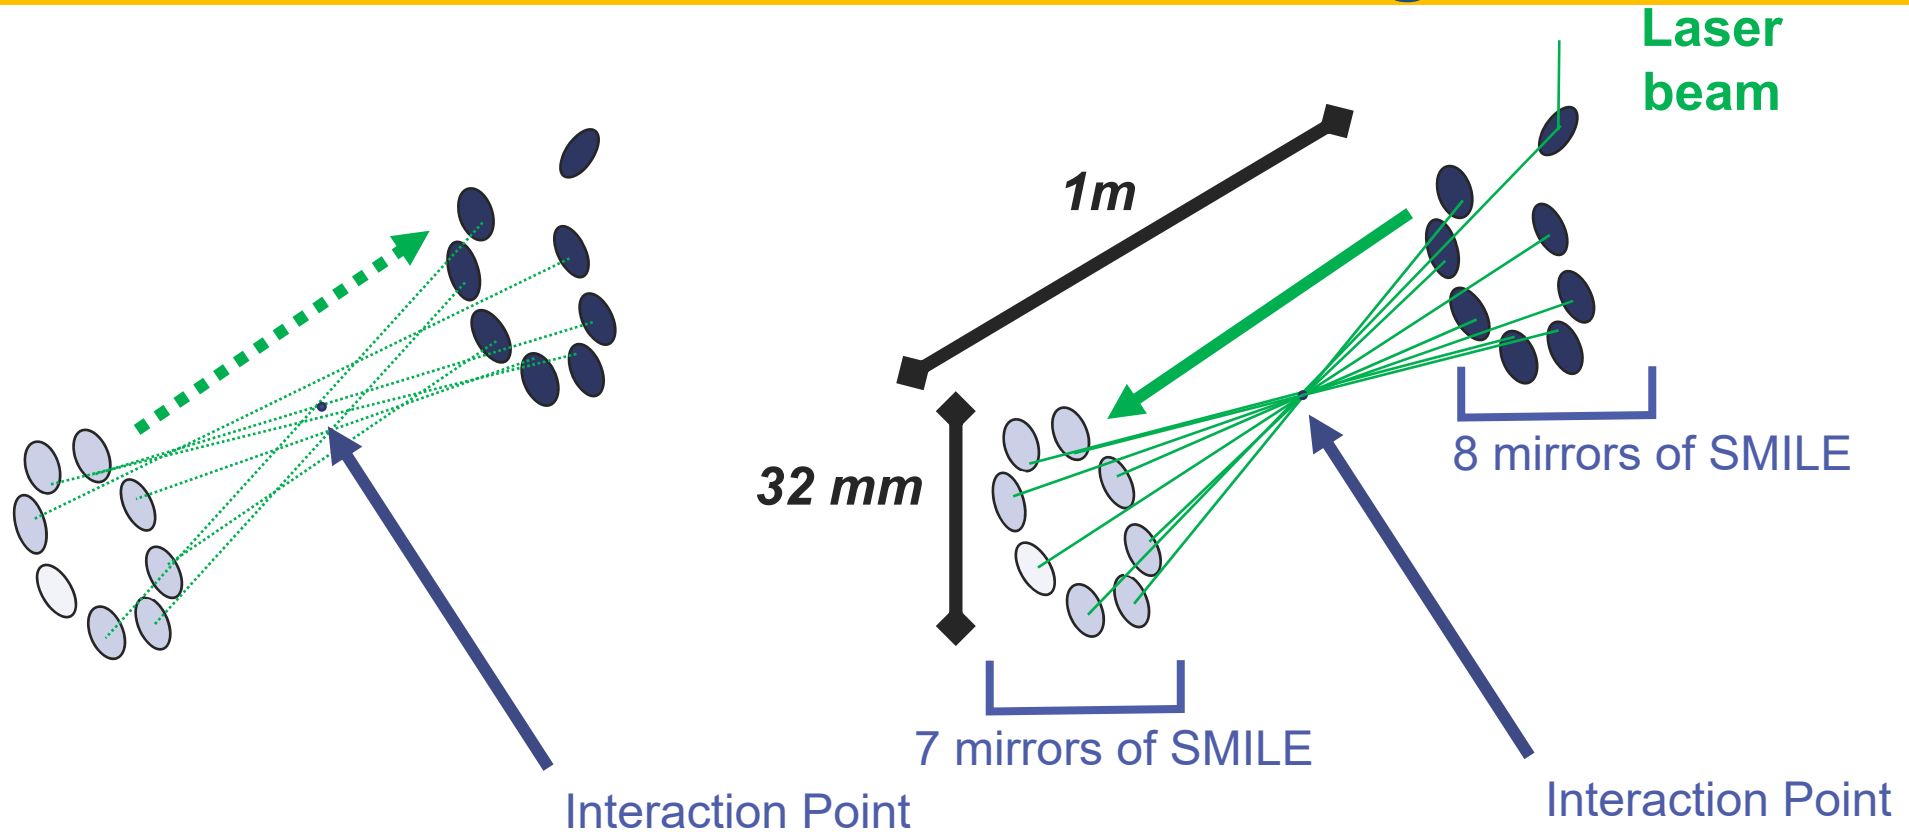 Laser
beam
1m
32 mm
8 mirrors of SMILE
7 mirrors of SMILE
Interaction Point
Interaction Point